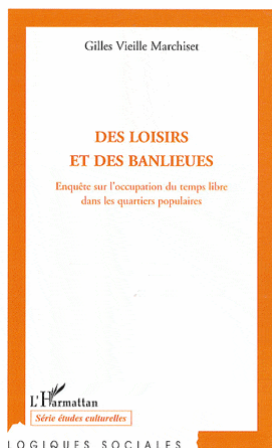 Gilles Vieille Marchiset
DES LOISIRS
ET DES BANLIEUES
Enquête sur l'occupation du temps libre
dans les quartiers populaires
L'Harmattan
Série études culturelles
LOGIQUES SOCIALES